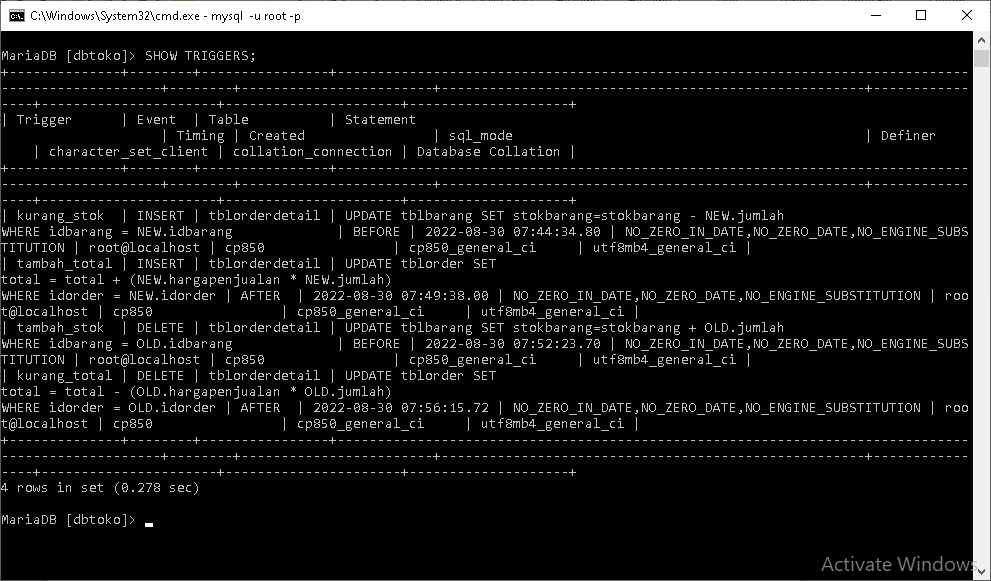 C:\Windows\System32\cmd.exe - mysql -u root -p
MariaDB [dbtoko]> SHOW TRIGGERS;
+--------------+--------+----------------+-------------------------------------------------------------------------------
--------------------+--------+------------------------+-----------------------------------------------------+------------
----+----------------------+----------------------+--------------------+
| Trigger      | Event  | Table          | Statement
                    | Timing | Created                | sql_mode                                            | Definer
    | character_set_client | collation_connection | Database Collation |
+--------------+--------+----------------+-------------------------------------------------------------------------------
--------------------+--------+------------------------+-----------------------------------------------------+------------
----+----------------------+----------------------+--------------------+
| kurang_stok  | INSERT | tblorderdetail | UPDATE tblbarang SET stokbarang=stokbarang - NEW.jumlah
WHERE idbarang = NEW.idbarang             | BEFORE | 2022-08-30 07:44:34.80 | NO_ZERO_IN_DATE,NO_ZERO_DATE,NO_ENGINE_SUBS
TITUTION | root@localhost | cp850                | cp850_general_ci     | utf8mb4_general_ci |
| tambah_total | INSERT | tblorderdetail | UPDATE tblorder SET
total = total + (NEW.hargapenjualan * NEW.jumlah)
WHERE idorder = NEW.idorder | AFTER  | 2022-08-30 07:49:38.00 | NO_ZERO_IN_DATE,NO_ZERO_DATE,NO_ENGINE_SUBSTITUTION | roo
t@localhost | cp850                | cp850_general_ci     | utf8mb4_general_ci |
| tambah_stok  | DELETE | tblorderdetail | UPDATE tblbarang SET stokbarang=stokbarang + OLD.jumlah
WHERE idbarang = OLD.idbarang             | BEFORE | 2022-08-30 07:52:23.70 | NO_ZERO_IN_DATE,NO_ZERO_DATE,NO_ENGINE_SUBS
TITUTION | root@localhost | cp850                | cp850_general_ci     | utf8mb4_general_ci |
| kurang_total | DELETE | tblorderdetail | UPDATE tblorder SET
total = total - (OLD.hargapenjualan * OLD.jumlah)
WHERE idorder = OLD.idorder | AFTER  | 2022-08-30 07:56:15.72 | NO_ZERO_IN_DATE,NO_ZERO_DATE,NO_ENGINE_SUBSTITUTION | roo
t@localhost | cp850                | cp850_general_ci     | utf8mb4_general_ci |
+--------------+--------+----------------+-------------------------------------------------------------------------------
--------------------+--------+------------------------+-----------------------------------------------------+------------
----+----------------------+----------------------+--------------------+
4 rows in set (0.278 sec)
MariaDB [dbtoko]> _
Activate Windows